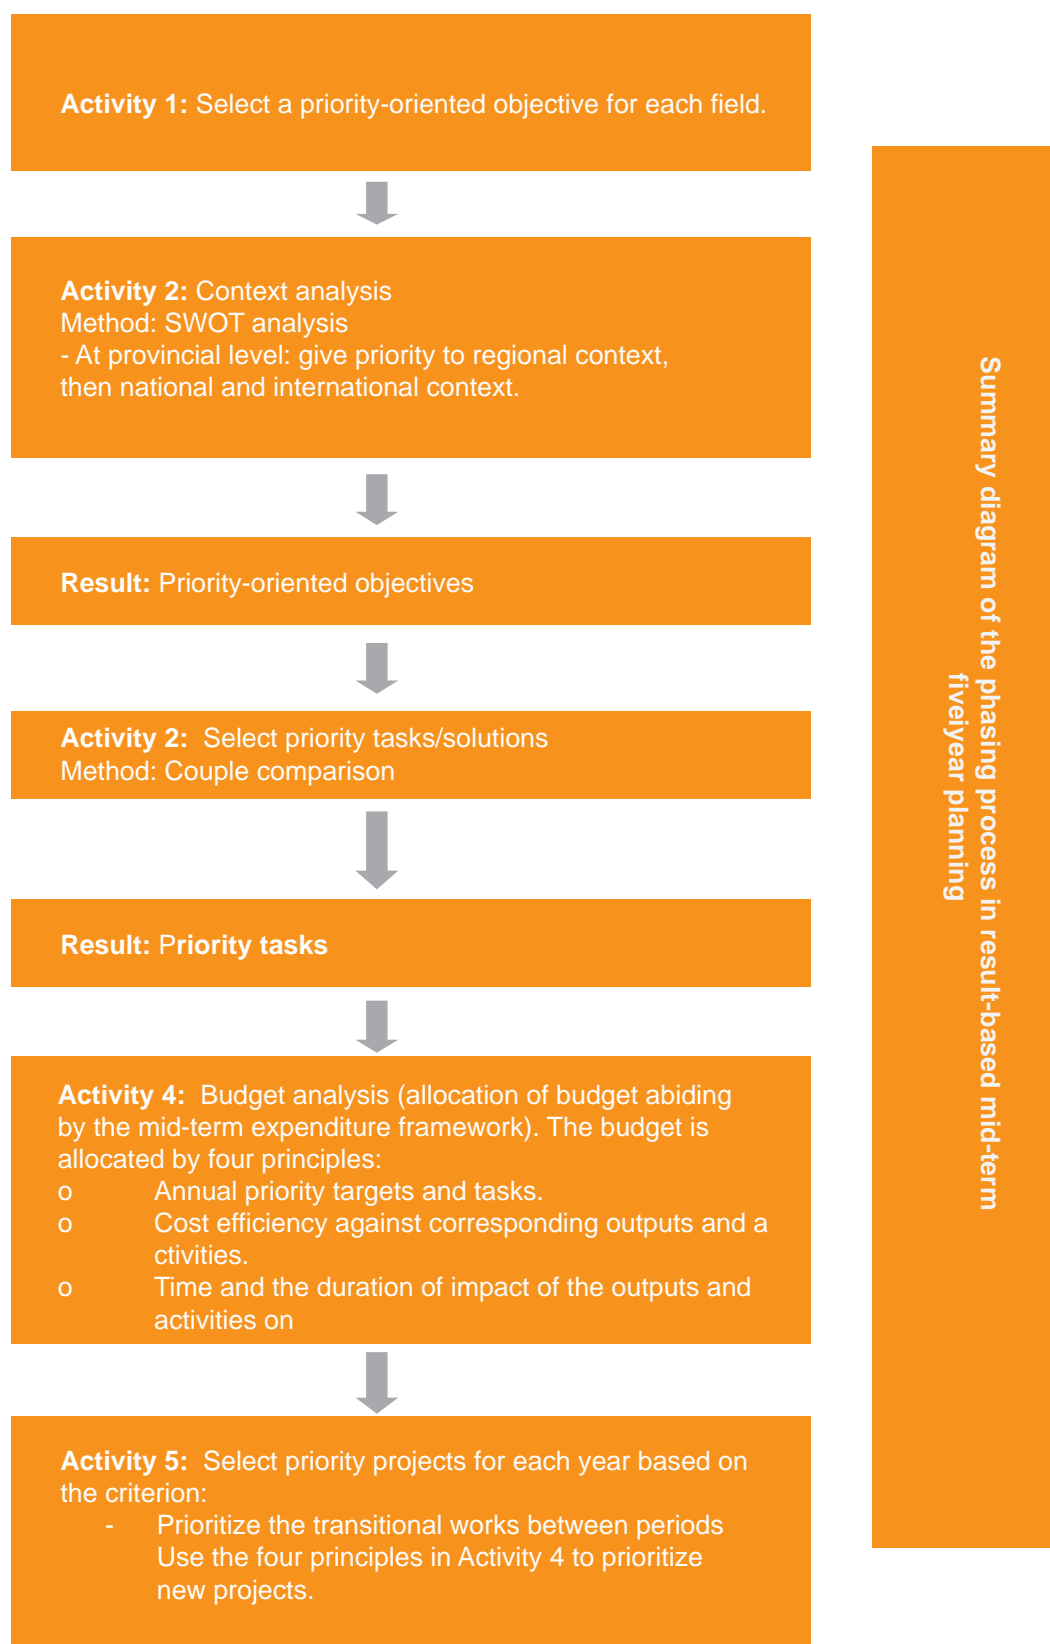 Activity 1: Select a priority-oriented objective for each field.
Activity 2: Context analysis
Method: SWOT analysis
- At provincial level: give priority to regional context,
then national and international context.
Result: Priority-oriented objectives
Activity 2: Select priority tasks/solutions
Method: Couple comparison
Result: Priority tasks
Activity 4: Budget analysis (allocation of budget abiding
by the mid-term expenditure framework). The budget is
allocated by four principles:
o Annual priority targets and tasks.
o Cost efficiency against corresponding outputs and a
ctivities.
o Time and the duration of impact of the outputs and
activities on
Activity 5: Select priority projects for each year based on
the criterion:
- Prioritize the transitional works between periods
Use the four principles in Activity 4 to prioritize
new projects.
Summary diagram of the phasing process in result-based mid-term
fiveiyear planning